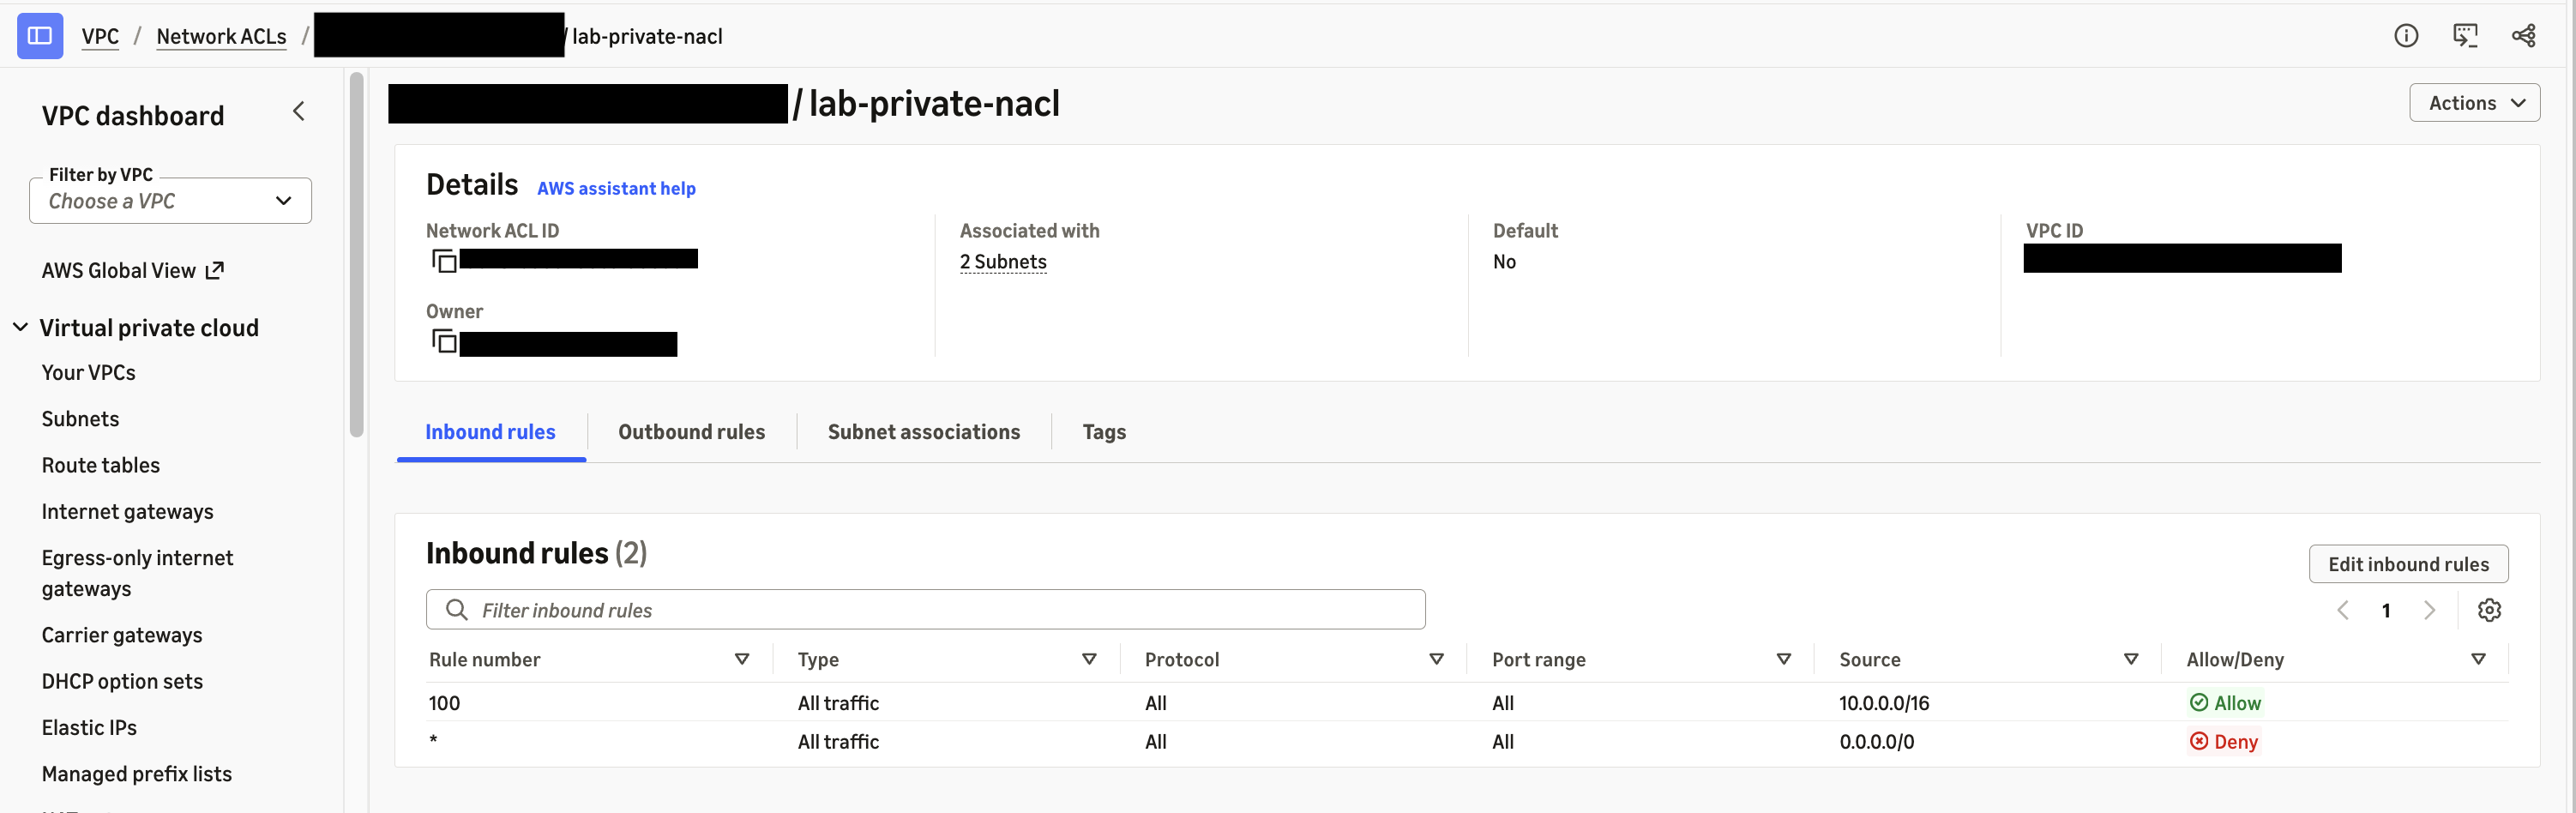 VPC / Network ACLs / / lab-private-nacl
VPC dashboard
Filter by VPC
Choose a VPC
AWS Global View
Virtual private cloud
Your VPCs
Subnets
Route tables
Internet gateways
Egress-only internet
gateways
Carrier gateways
DHCP option sets
Elastic IPs
Managed prefix lists
/ lab-private-nacl
Actions
Details AWS assistant help
Network ACL ID
Associated with
2 Subnets
Default
No
VPC ID
Owner
Inbound rules Outbound rules Subnet associations Tags
Inbound rules (2)
Edit inbound rules
Filter inbound rules
1
Rule number Type Protocol Port range Source Allow/Deny
100 All traffic All All 10.0.0.0/16 Allow
* All traffic All All 0.0.0.0/0 Deny